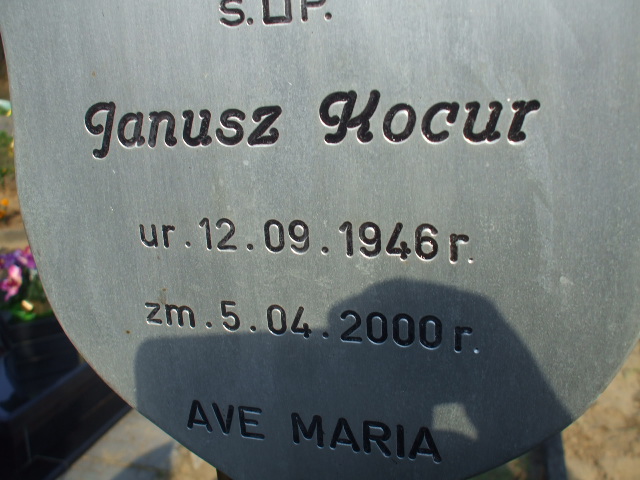 Ś.□P.
Janusz Kocur
ur. 12.09.1946 r.
zm. 5.04.2000 r.
AVE MARIA